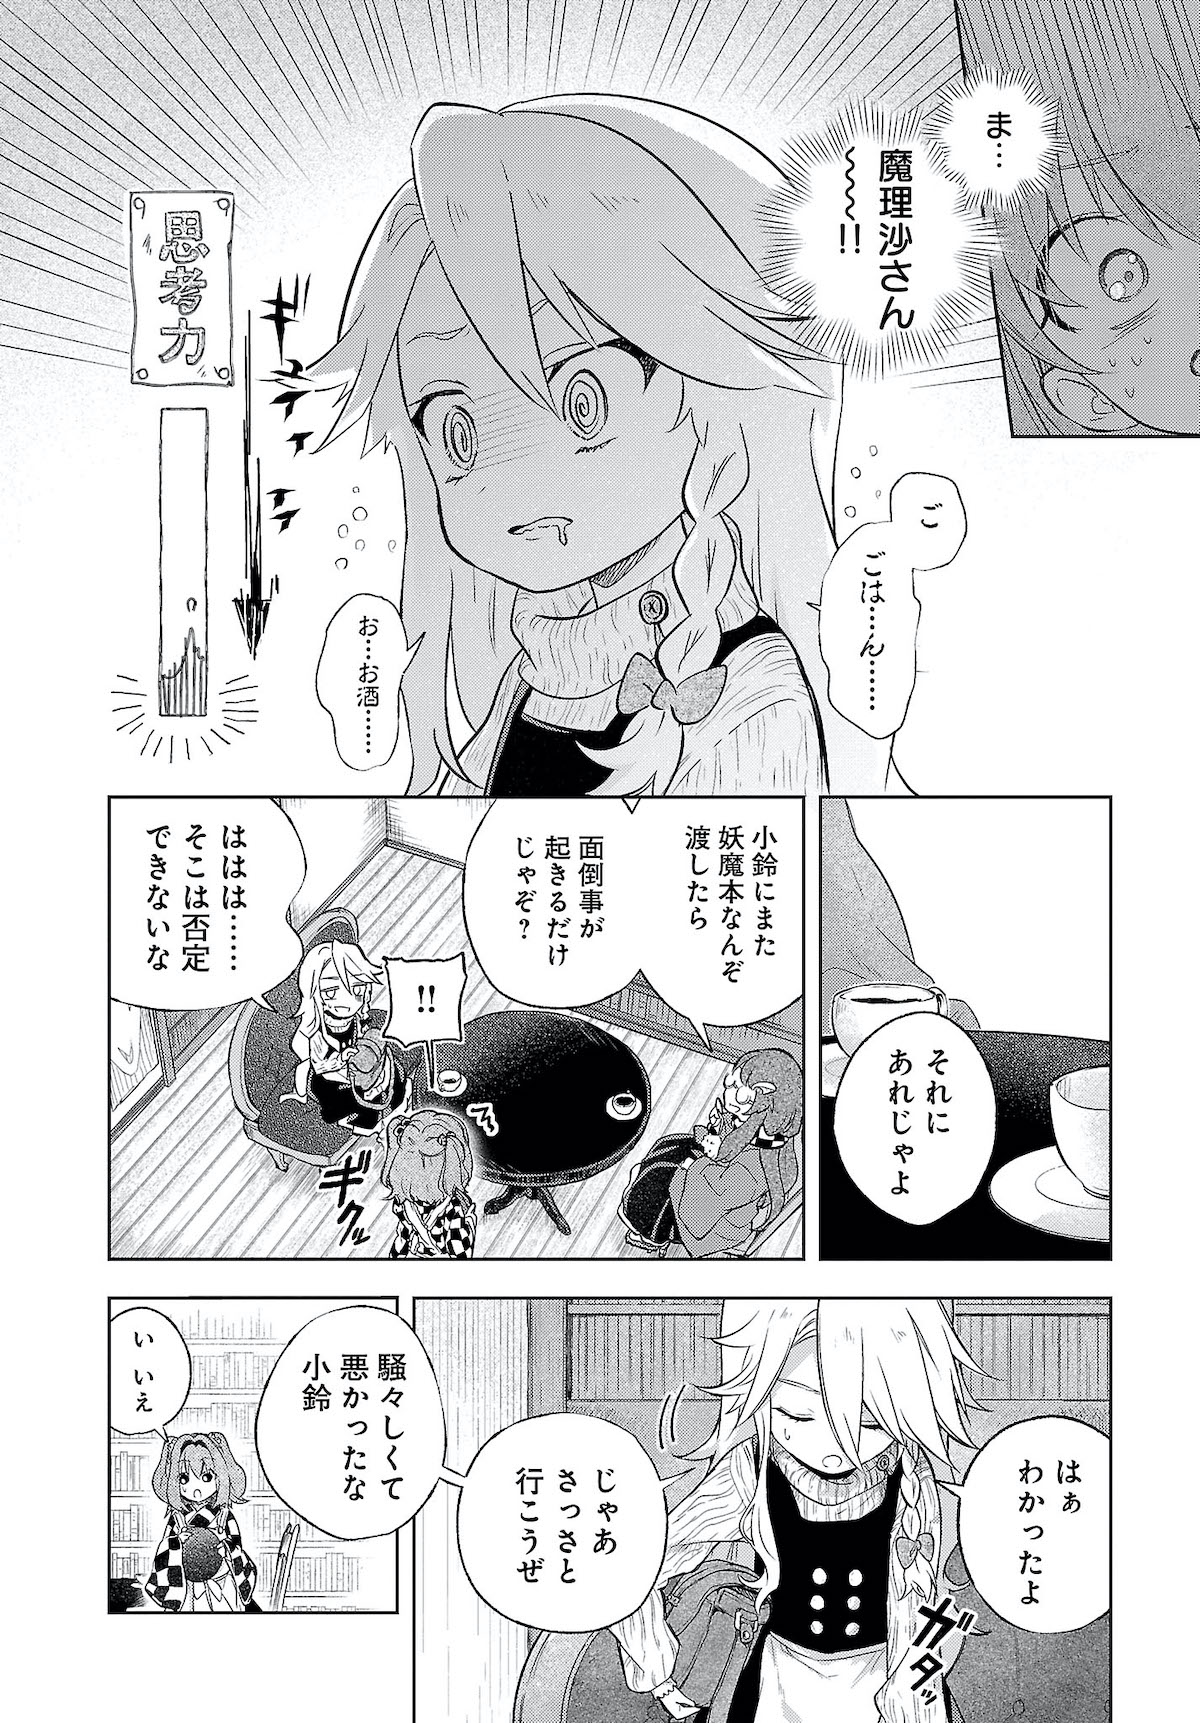 ま…
魔理沙さん
〜〜〜!!
ご
ごは…ん……
お…お酒……
思考力
ギュイイイイ
それに
あれじゃよ
小鈴にまた
妖魔本なんぞ
渡したら
面倒事が
起きるだけ
じゃぞ?
!!
ギクッ
ははは……
そこは否定
できないな
はぁ
わかったよ
ガタッ
じゃあ
さっさと
行こうぜ
騒々しくて
悪かったな
小鈴
い いえ